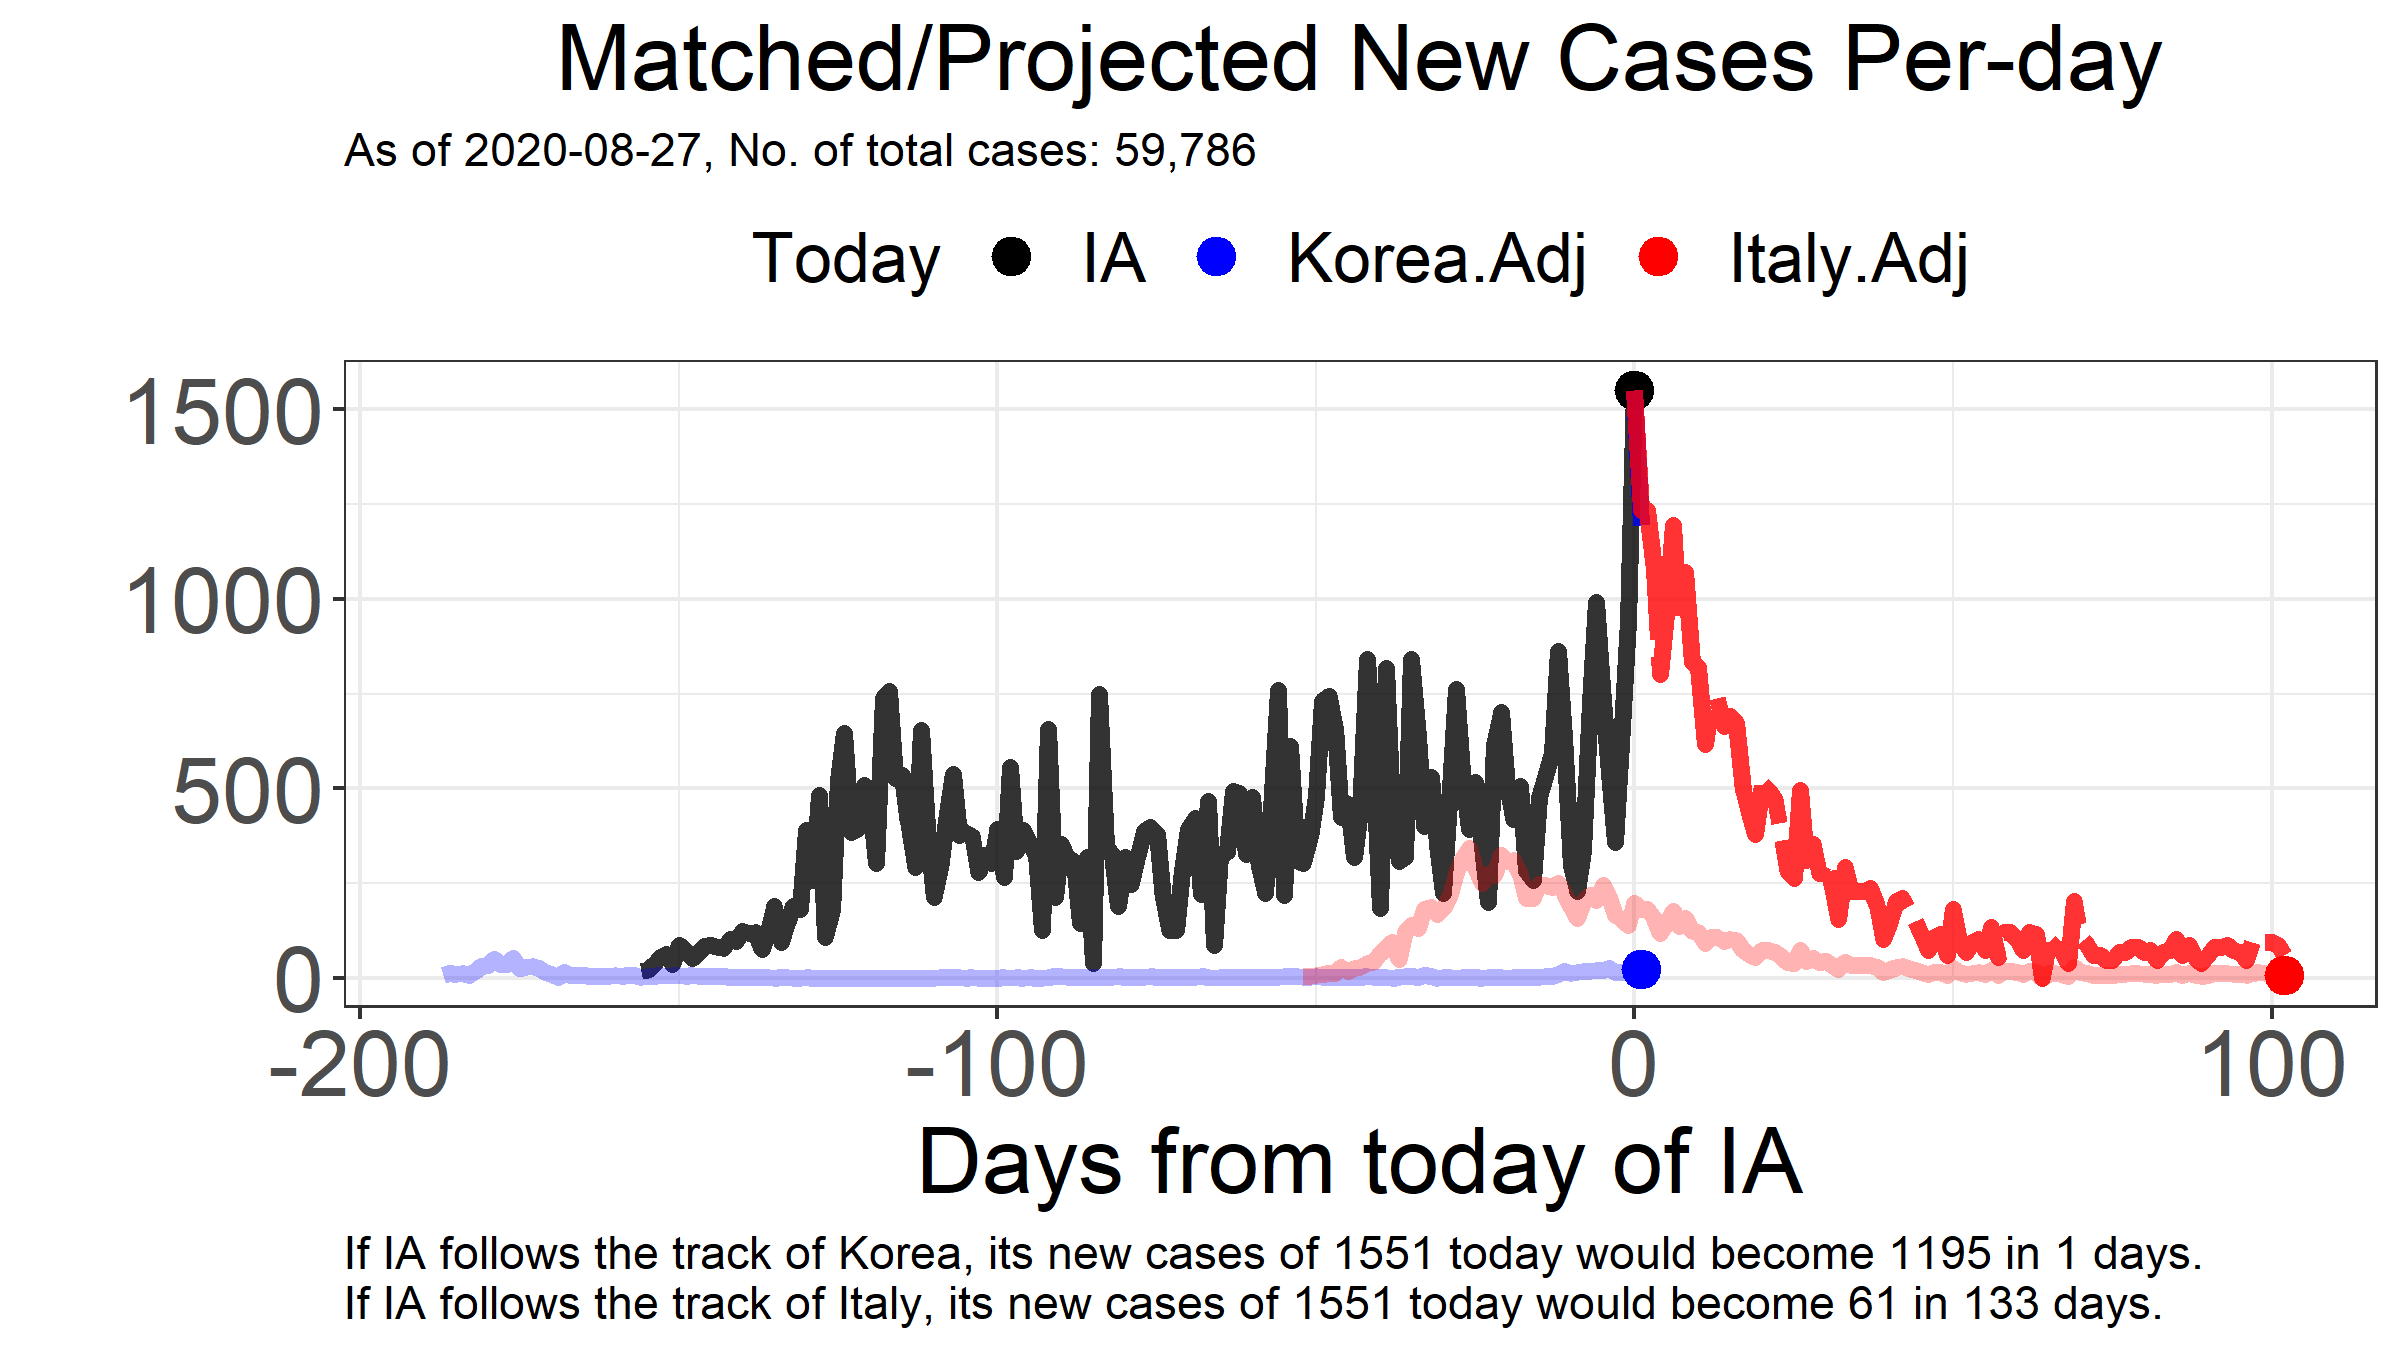 Matched/Projected New Cases Per-day
As of 2020-08-27, No. of total cases: 59,786
Today IA Korea.Adj Italy.Adj
1500
1000
500
0
-200 -100 0 100
Days from today of IA
If IA follows the track of Korea, its new cases of 1551 today would become 1195 in 1 days.
If IA follows the track of Italy, its new cases of 1551 today would become 61 in 133 days.